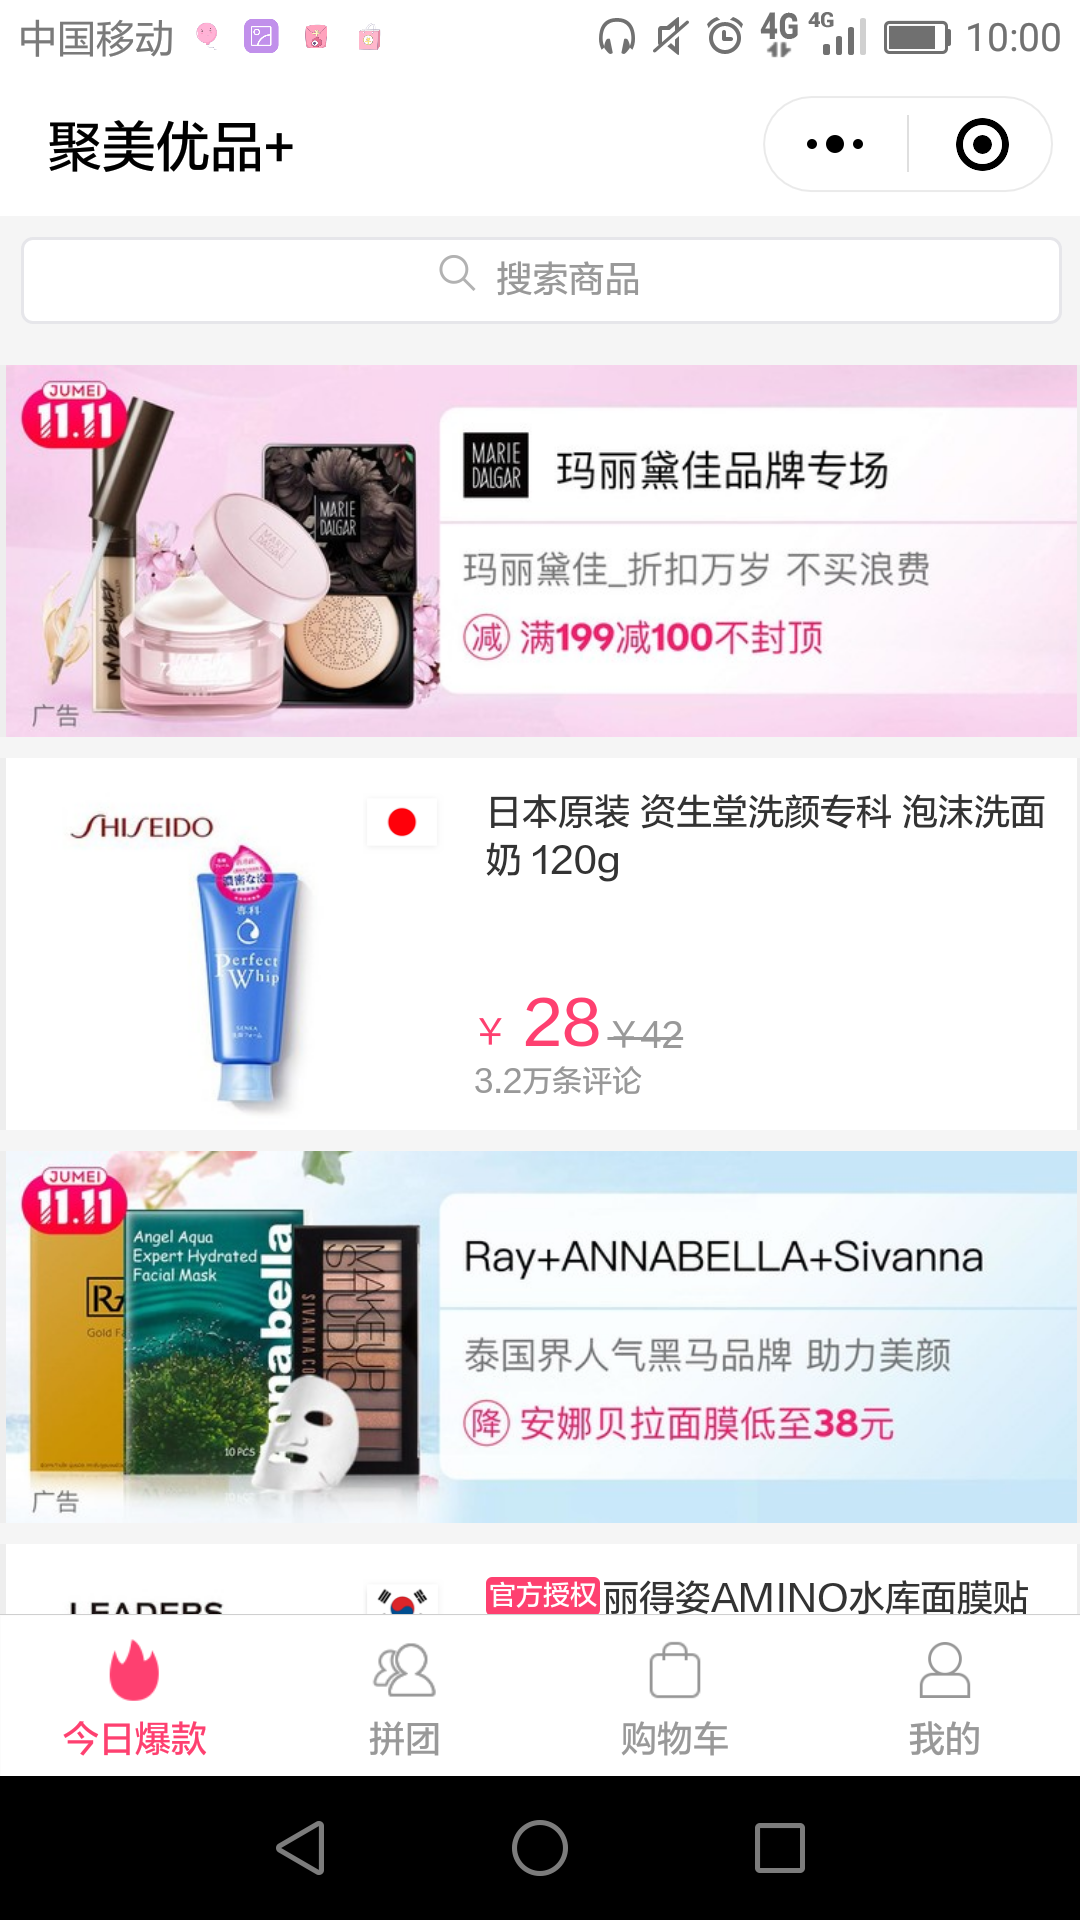 中国移动
4G 4G 10:00
聚美优品+
搜索商品
JUMEI
11.11
MARIE DALGAR
玛丽黛佳品牌专场
MARIE DALGAR
玛丽黛佳_折扣万岁 不买浪费
减 满199减100不封顶
广告
SHISEIDO
日本原装 资生堂洗颜专科 泡沫洗面
奶 120g
専科
Perfect
Whip
¥ 28 ¥42
3.2万条评论
JUMEI
11.11
Angel Aqua
Expert Hydrated
Facial Mask
MAKEUP
STUDIO
Ray+ANNABELLA+Sivanna
泰国界人气黑马品牌 助力美颜
降 安娜贝拉面膜低至38元
10 PCS
广告
LEADERS
官方授权 丽得姿AMINO水库面膜贴
今日爆款 拼团 购物车 我的